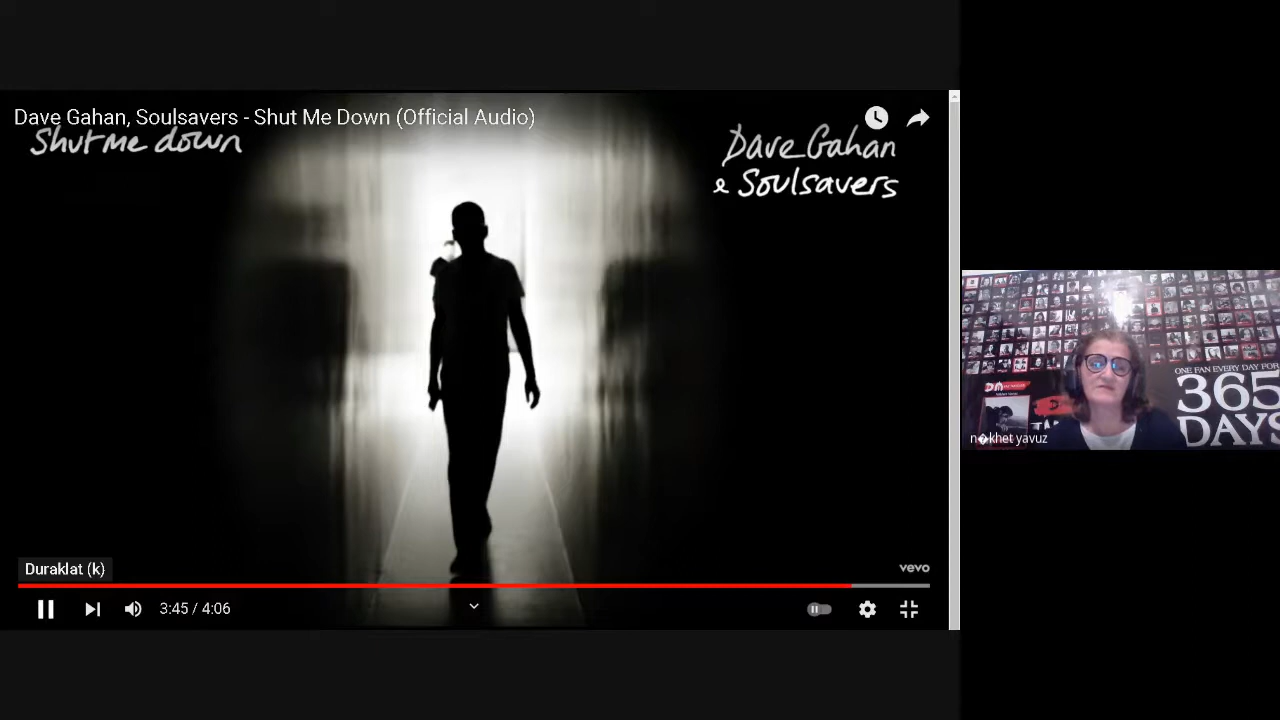 Dave Gahan, Soulsavers - Shut Me Down (Official Audio)
Shut me down
Dave Gahan
& Soulsavers
Duraklat (k)
vevo
3:45 / 4:06
ONE FAN EVERY DAY FOR
365
DAYS
DM
n�khet yavuz